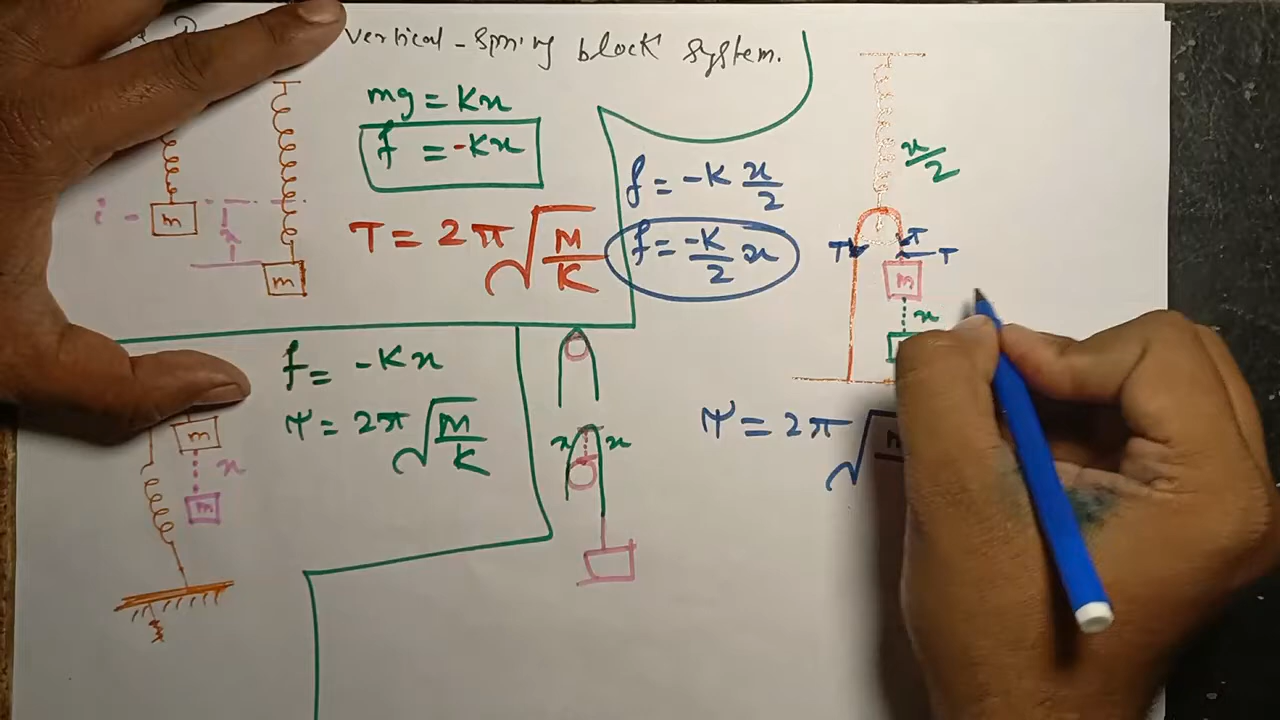 vertical - spring block system.
mg = Kx
f = -Kx
T = 2π √M/K
i -
x
m
m
f = -K x/2
f = -K/2 x
x/2
T
T
T
m
x
f = -Kx
T = 2π √M/K
m
x
m
x
x
T = 2π √